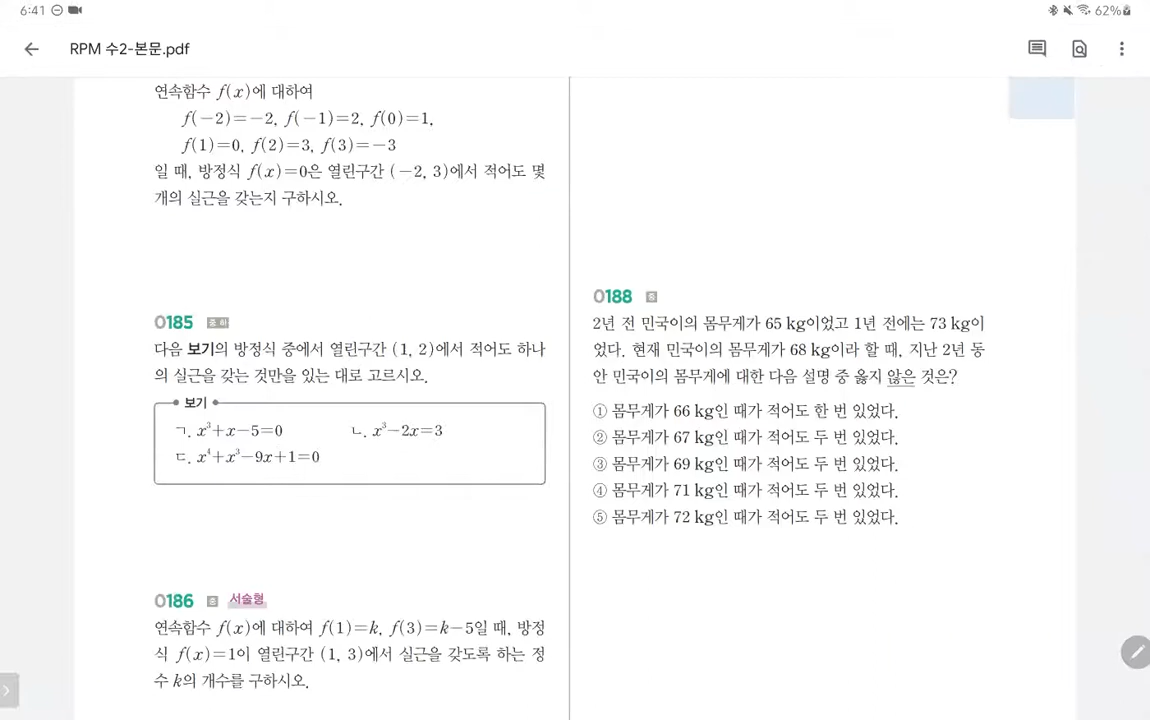 6:41
62%
RPM 수2-본문.pdf
연속함수 f(x)에 대하여
f(−2)=−2, f(−1)=2, f(0)=1,
f(1)=0, f(2)=3, f(3)=−3
일 때, 방정식 f(x)=0은 열린구간 (−2, 3)에서 적어도 몇
개의 실근을 갖는지 구하시오.
0185 중 하
다음 보기의 방정식 중에서 열린구간 (1, 2)에서 적어도 하나
의 실근을 갖는 것만을 있는 대로 고르시오.
보기
ㄱ. x³+x−5=0 ㄴ. x³−2x=3
ㄷ. x⁴+x³−9x+1=0
0186 중 서술형
연속함수 f(x)에 대하여 f(1)=k, f(3)=k−5일 때, 방정
식 f(x)=1이 열린구간 (1, 3)에서 실근을 갖도록 하는 정
수 k의 개수를 구하시오.
0188 중
2년 전 민국이의 몸무게가 65 kg이었고 1년 전에는 73 kg이
었다. 현재 민국이의 몸무게가 68 kg이라 할 때, 지난 2년 동
안 민국이의 몸무게에 대한 다음 설명 중 옳지 않은 것은?
① 몸무게가 66 kg인 때가 적어도 한 번 있었다.
② 몸무게가 67 kg인 때가 적어도 두 번 있었다.
③ 몸무게가 69 kg인 때가 적어도 두 번 있었다.
④ 몸무게가 71 kg인 때가 적어도 두 번 있었다.
⑤ 몸무게가 72 kg인 때가 적어도 두 번 있었다.